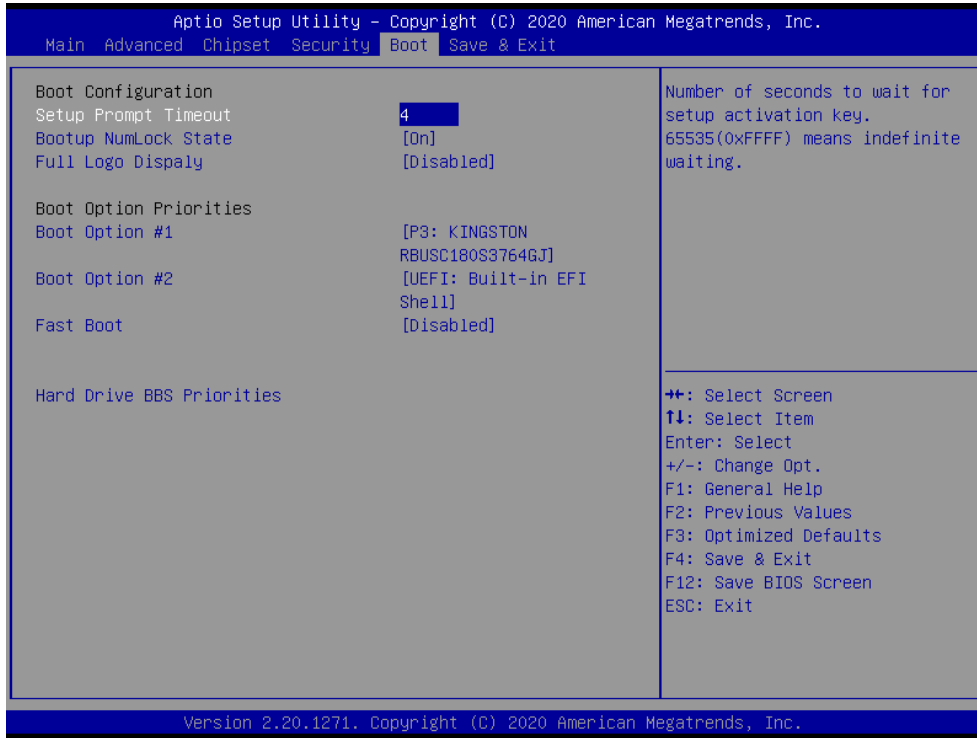 Aptio Setup Utility – Copyright (C) 2020 American Megatrends, Inc.
Main Advanced Chipset Security Boot Save & Exit
Boot Configuration
Setup Prompt Timeout 4
Bootup NumLock State [On]
Full Logo Dispaly [Disabled]
Boot Option Priorities
Boot Option #1 [P3: KINGSTON
RBUSC180S3764GJ]
Boot Option #2 [UEFI: Built-in EFI
Shell]
Fast Boot [Disabled]
Hard Drive BBS Priorities
Number of seconds to wait for
setup activation key.
65535(0xFFFF) means indefinite
waiting.
→←: Select Screen
↑↓: Select Item
Enter: Select
+/-: Change Opt.
F1: General Help
F2: Previous Values
F3: Optimized Defaults
F4: Save & Exit
F12: Save BIOS Screen
ESC: Exit
Version 2.20.1271. Copyright (C) 2020 American Megatrends, Inc.